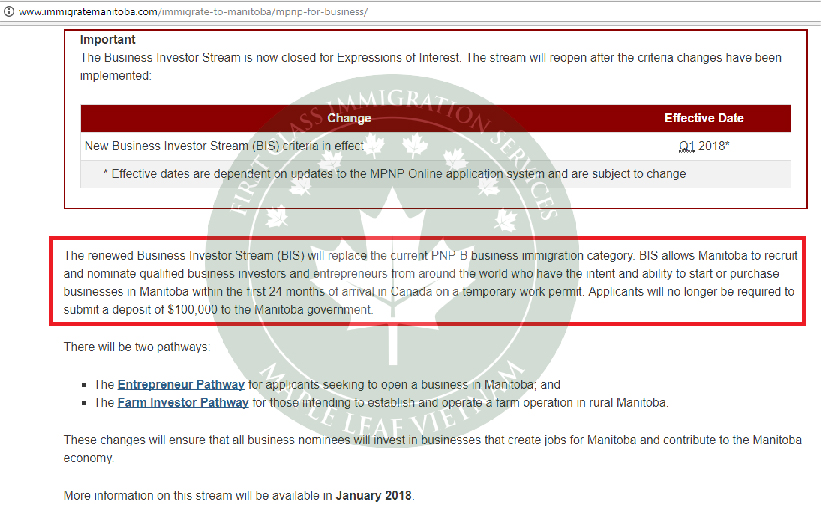 www.immigratemanitoba.com/immigrate-to-manitoba/mpnp-for-business/
Important
The Business Investor Stream is now closed for Expressions of Interest. The stream will reopen after the criteria changes have been
implemented:
Change Effective Date
New Business Investor Stream (BIS) criteria in effect Q1 2018*
* Effective dates are dependent on updates to the MPNP Online application system and are subject to change
The renewed Business Investor Stream (BIS) will replace the current PNP-B business immigration category. BIS allows Manitoba to recruit
and nominate qualified business investors and entrepreneurs from around the world who have the intent and ability to start or purchase
businesses in Manitoba within the first 24 months of arrival in Canada on a temporary work permit. Applicants will no longer be required to
submit a deposit of $100,000 to the Manitoba government.
There will be two pathways:
The Entrepreneur Pathway for applicants seeking to open a business in Manitoba; and
The Farm Investor Pathway for those intending to establish and operate a farm operation in rural Manitoba.
These changes will ensure that all business nominees will invest in businesses that create jobs for Manitoba and contribute to the Manitoba
economy.
More information on this stream will be available in January 2018.
FIRST CLASS IMMIGRATION SERVICES
MAPLE LEAF VIETNAM